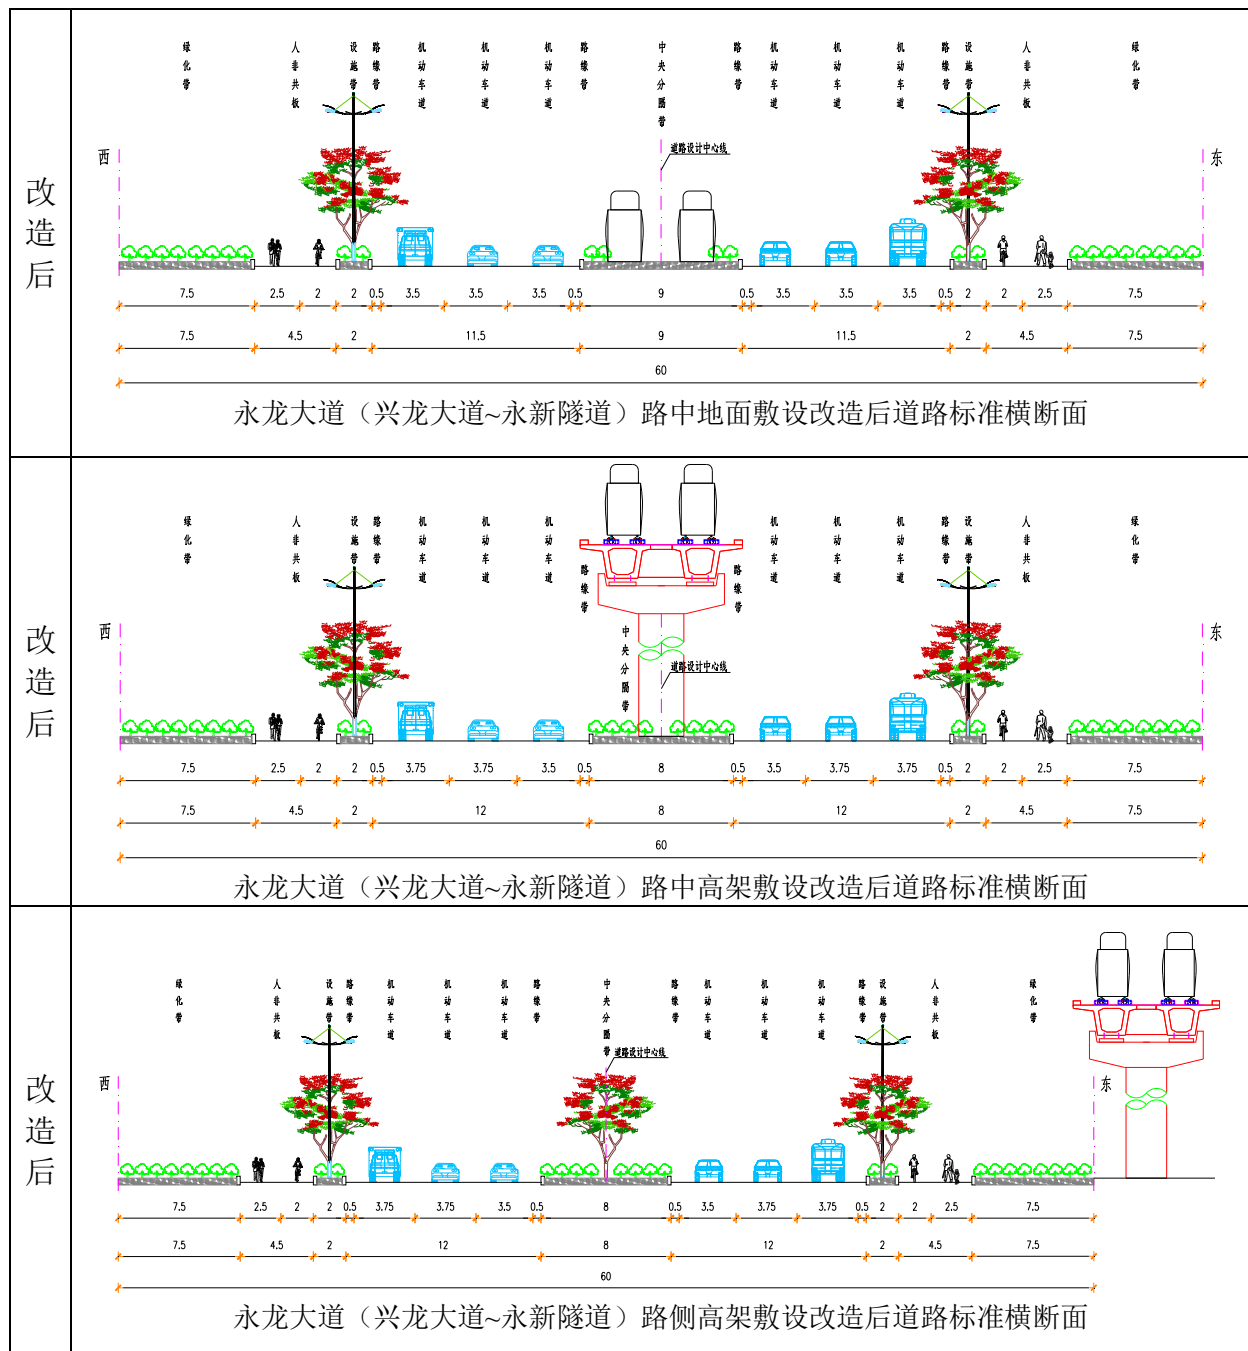 改造后
绿化带 人非共板 设施带 路缘带 机动车道 机动车道 机动车道 路缘带 中央分隔带 路缘带 机动车道 机动车道 机动车道 路缘带 设施带 人非共板 绿化带
西 道路设计中心线 东
7.5 2.5 2 2 0.5 3.5 3.5 3.5 0.5 9 0.5 3.5 3.5 3.5 0.5 2 2 2.5 7.5
7.5 4.5 2 11.5 9 11.5 2 4.5 7.5
60
永龙大道（兴龙大道~永新隧道）路中地面敷设改造后道路标准横断面
改造后
绿化带 人非共板 设施带 路缘带 机动车道 机动车道 机动车道 路缘带 中央分隔带 路缘带 机动车道 机动车道 机动车道 路缘带 设施带 人非共板 绿化带
西 道路设计中心线 东
7.5 2.5 2 2 0.5 3.75 3.75 3.5 0.5 8 0.5 3.5 3.75 3.75 0.5 2 2 2.5 7.5
7.5 4.5 2 12 8 12 2 4.5 7.5
60
永龙大道（兴龙大道~永新隧道）路中高架敷设改造后道路标准横断面
改造后
绿化带 人非共板 设施带 路缘带 机动车道 机动车道 机动车道 路缘带 中央分隔带 路缘带 机动车道 机动车道 机动车道 路缘带 设施带 人非共板 绿化带
西 道路设计中心线 东
7.5 2.5 2 2 0.5 3.75 3.75 3.5 0.5 8 0.5 3.5 3.75 3.75 0.5 2 2 2.5 7.5
7.5 4.5 2 12 8 12 2 4.5 7.5
60
永龙大道（兴龙大道~永新隧道）路侧高架敷设改造后道路标准横断面